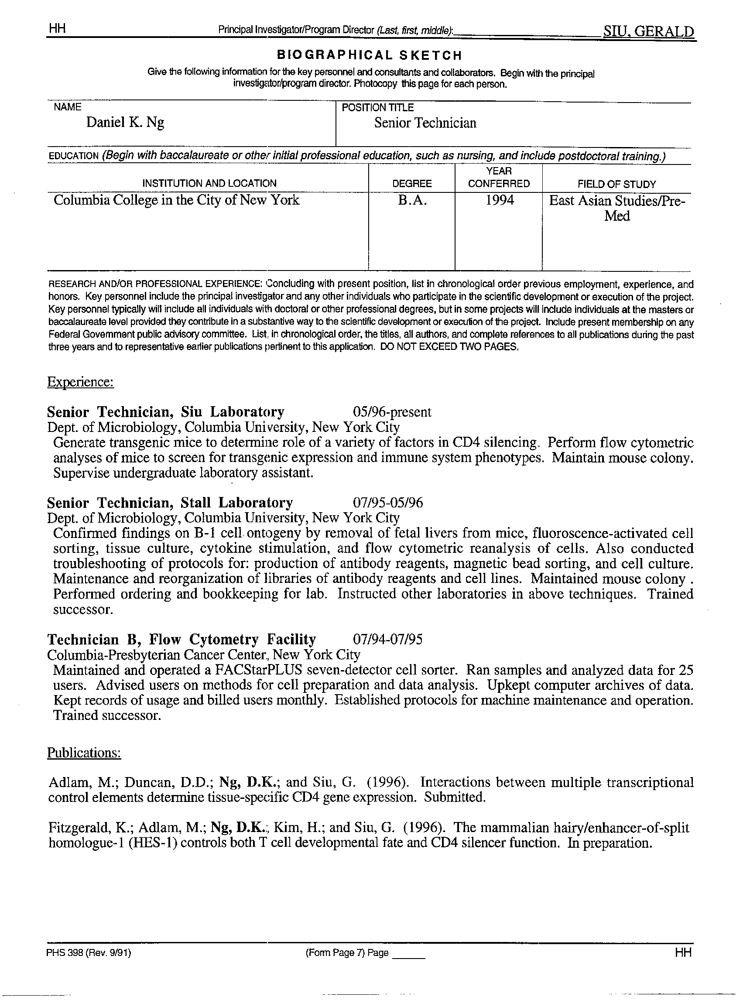 HH Principal Investigator/Program Director (Last, first, middle): SIU, GERALD
BIOGRAPHICAL SKETCH
Give the following information for the key personnel and consultants and collaborators. Begin with the principal
investigator/program director. Photocopy this page for each person.
NAME POSITION TITLE
Daniel K. Ng Senior Technician
EDUCATION (Begin with baccalaureate or other initial professional education, such as nursing, and include postdoctoral training.)
INSTITUTION AND LOCATION DEGREE YEAR CONFERRED FIELD OF STUDY
Columbia College in the City of New York B.A. 1994 East Asian Studies/Pre-
Med
RESEARCH AND/OR PROFESSIONAL EXPERIENCE: Concluding with present position, list in chronological order previous employment, experience, and
honors. Key personnel include the principal investigator and any other individuals who participate in the scientific development or execution of the project.
Key personnel typically will include all individuals with doctoral or other professional degrees, but in some projects will include individuals at the masters or
baccalaureate level provided they contribute in a substantive way to the scientific development or execution of the project. Include present membership on any
Federal Government public advisory committee. List, in chronological order, the titles, all authors, and complete references to all publications during the past
three years and to representative earlier publications pertinent to this application. DO NOT EXCEED TWO PAGES.
Experience:
Senior Technician, Siu Laboratory 05/96-present
Dept. of Microbiology, Columbia University, New York City
Generate transgenic mice to determine role of a variety of factors in CD4 silencing. Perform flow cytometric
analyses of mice to screen for transgenic expression and immune system phenotypes. Maintain mouse colony.
Supervise undergraduate laboratory assistant.
Senior Technician, Stall Laboratory 07/95-05/96
Dept. of Microbiology, Columbia University, New York City
Confirmed findings on B-1 cell ontogeny by removal of fetal livers from mice, fluoroscence-activated cell
sorting, tissue culture, cytokine stimulation, and flow cytometric reanalysis of cells. Also conducted
troubleshooting of protocols for: production of antibody reagents, magnetic bead sorting, and cell culture.
Maintenance and reorganization of libraries of antibody reagents and cell lines. Maintained mouse colony .
Performed ordering and bookkeeping for lab. Instructed other laboratories in above techniques. Trained
successor.
Technician B, Flow Cytometry Facility 07/94-07/95
Columbia-Presbyterian Cancer Center, New York City
Maintained and operated a FACStarPLUS seven-detector cell sorter. Ran samples and analyzed data for 25
users. Advised users on methods for cell preparation and data analysis. Upkept computer archives of data.
Kept records of usage and billed users monthly. Established protocols for machine maintenance and operation.
Trained successor.
Publications:
Adlam, M.; Duncan, D.D.; Ng, D.K.; and Siu, G. (1996). Interactions between multiple transcriptional
control elements determine tissue-specific CD4 gene expression. Submitted.
Fitzgerald, K.; Adlam, M.; Ng, D.K.; Kim, H.; and Siu, G. (1996). The mammalian hairy/enhancer-of-split
homologue-1 (HES-1) controls both T cell developmental fate and CD4 silencer function. In preparation.
PHS 398 (Rev. 9/91) (Form Page 7) Page ______ HH